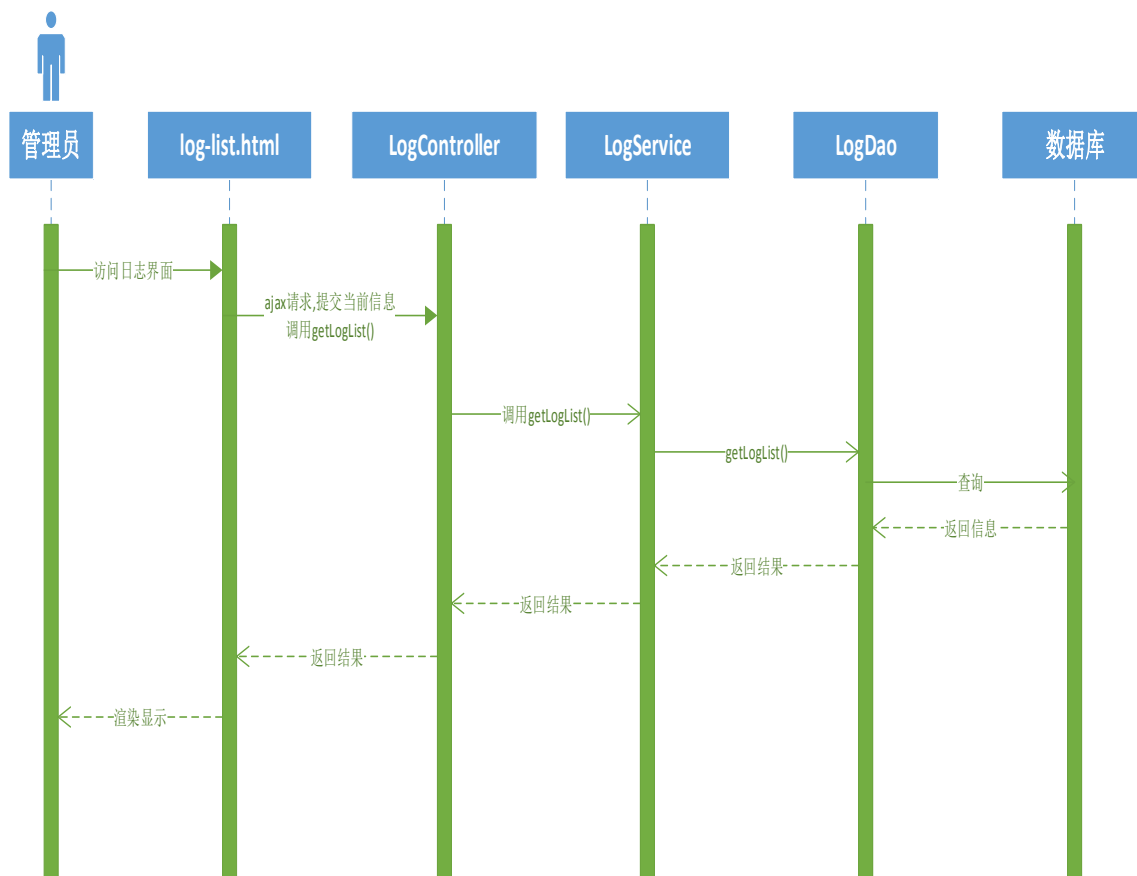 管理员
log-list.html
LogController
LogService
LogDao
数据库
访问日志界面
ajax请求,提交当前信息
调用getLogList()
调用getLogList()
getLogList()
查询
返回信息
返回结果
返回结果
返回结果
渲染显示